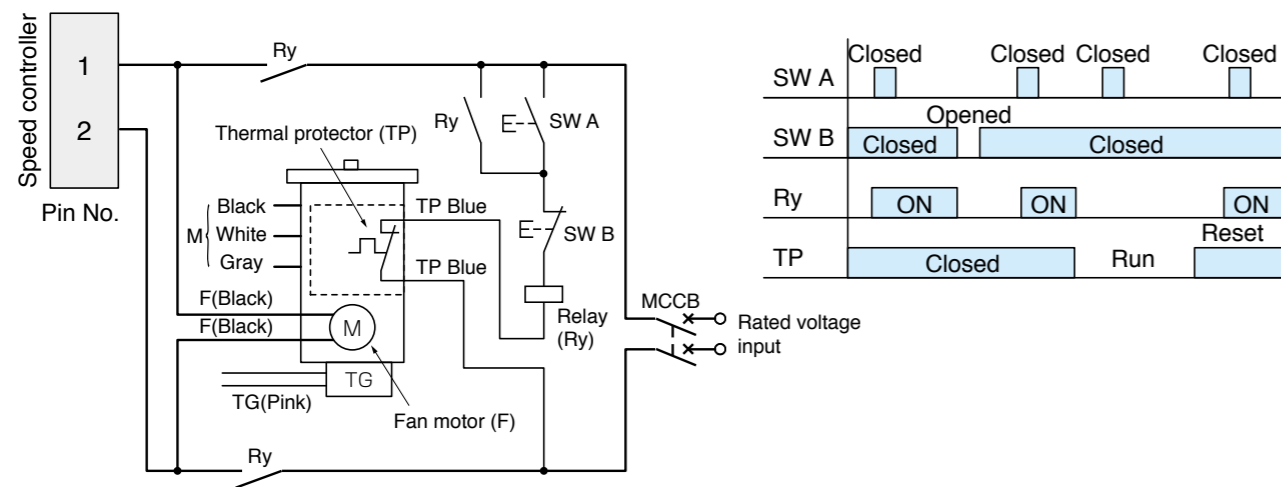 Speed controller
1
2
Pin No.
Ry
Thermal protector (TP)
Ry
SW A
Black
White
Gray
M
TP Blue
TP Blue
SW B
F(Black)
F(Black)
M
Relay
(Ry)
MCCB
Rated voltage
input
TG
TG(Pink)
Fan motor (F)
Ry
Closed
Closed
Closed
Closed
SW A
Opened
SW B
Closed
Closed
Ry
ON
ON
ON
Reset
TP
Closed
Run